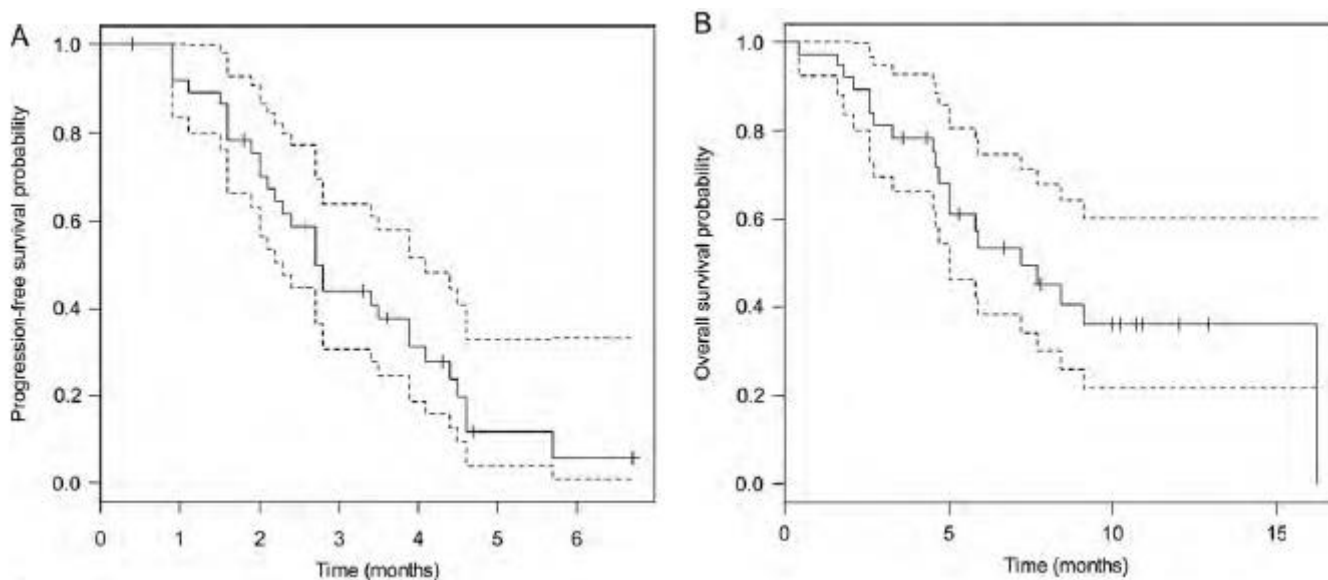 A
Progression-free survival probability
1.0
0.8
0.6
0.4
0.2
0.0
0 1 2 3 4 5 6
Time (months)
B
Overall survival probability
1.0
0.8
0.6
0.4
0.2
0.0
0 5 10 15
Time (months)